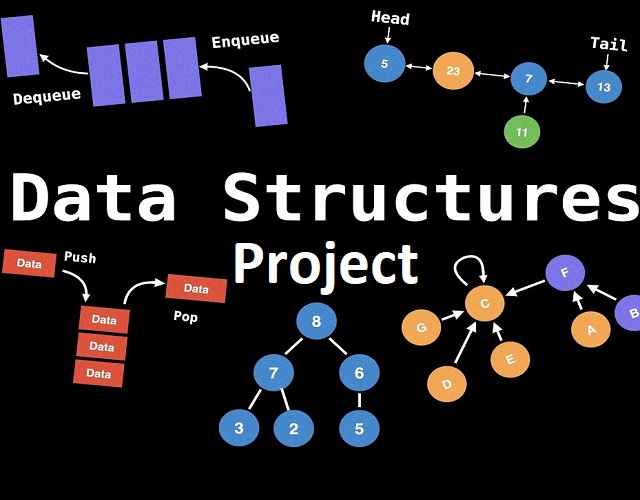 Dequeue
Enqueue
Head
5
23
7
13
Tail
11
Data Structures
Project
Data
Push
Data
Data
Data
Data
Pop
8
7
6
3
2
5
G
C
F
B
A
E
D